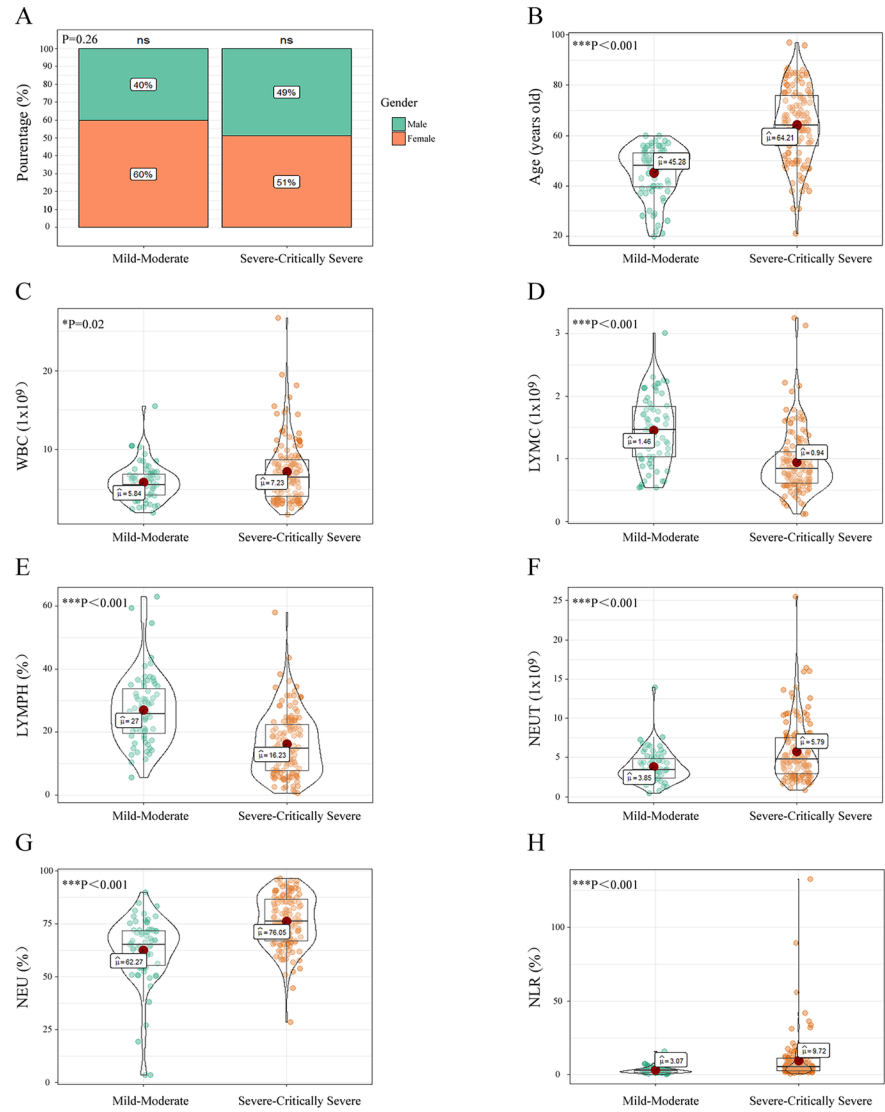 A
P=0.26
ns
ns
Pourentage (%)
100
90
80
70
60
50
40
30
20
10
0
40%
49%
60%
51%
Gender
Male
Female
Mild-Moderate
Severe-Critically Severe
B
***P<0.001
Age (years old)
100
80
60
40
20
μ̂=45.28
μ̂=64.21
Mild-Moderate
Severe-Critically Severe
C
*P=0.02
WBC (1x109)
20
10
μ̂=5.84
μ̂=7.23
Mild-Moderate
Severe-Critically Severe
D
***P<0.001
LYMC (1x10⁹)
3
2
1
0
μ̂=1.46
μ̂=0.94
Mild-Moderate
Severe-Critically Severe
E
***P<0.001
LYMPH (%)
60
40
20
0
μ̂=27
μ̂=16.23
Mild-Moderate
Severe-Critically Severe
F
***P<0.001
NEUT (1x10⁹)
25
20
15
10
5
0
μ̂=3.85
μ̂=5.79
Mild-Moderate
Severe-Critically Severe
G
***P<0.001
NEU (%)
100
75
50
25
0
μ̂=62.27
μ̂=76.05
Mild-Moderate
Severe-Critically Severe
H
***P<0.001
NLR (%)
100
50
0
μ̂=3.07
μ̂=9.72
Mild-Moderate
Severe-Critically Severe